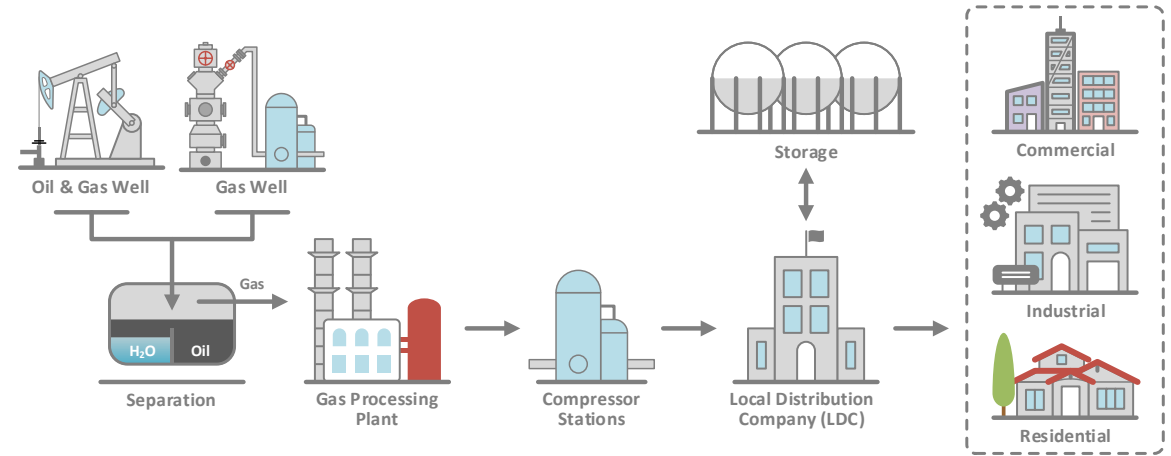 Oil & Gas Well
Gas Well
Gas
H₂O
Oil
Separation
Gas Processing
Plant
Compressor
Stations
Storage
Local Distribution
Company (LDC)
Commercial
Industrial
Residential